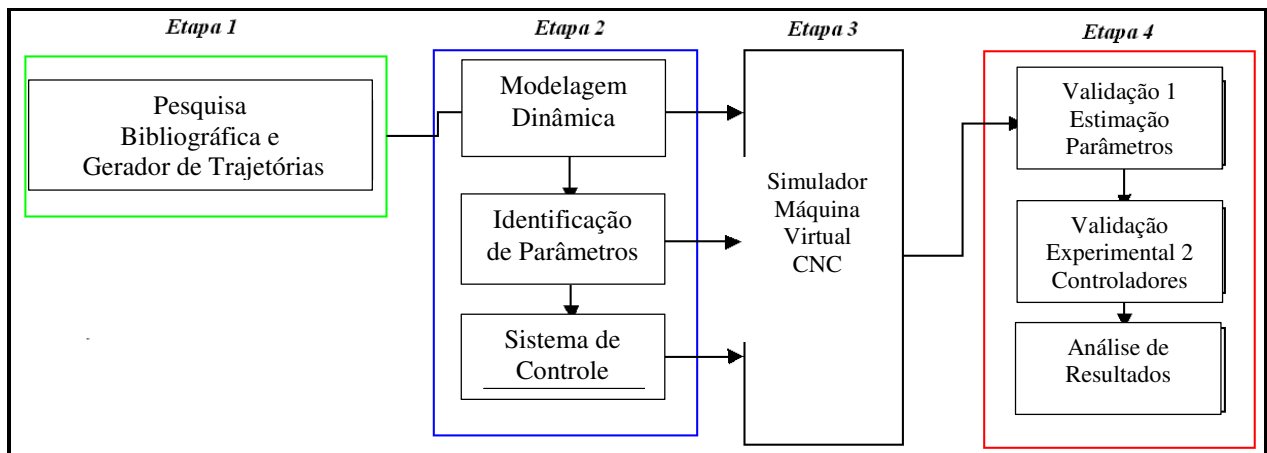 Etapa 1
Pesquisa
Bibliográfica e
Gerador de Trajetórias
Etapa 2
Modelagem
Dinâmica
Identificação
de Parâmetros
Sistema de
Controle
Etapa 3
Simulador
Máquina
Virtual
CNC
Etapa 4
Validação 1
Estimação
Parâmetros
Validação
Experimental 2
Controladores
Análise de
Resultados